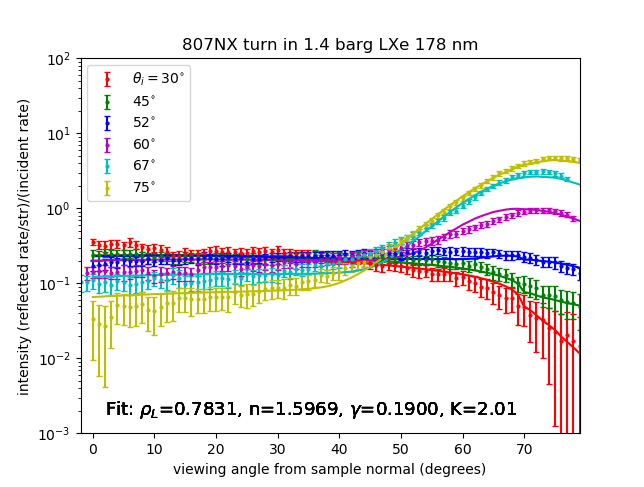 807NX turn in 1.4 barg LXe 178 nm
intensity (reflected rate/str)/(incident rate)
10²
10¹
10⁰
10⁻¹
10⁻²
10⁻³
θᵢ = 30°
45°
52°
60°
67°
75°
Fit: ρ_L=0.7831, n=1.5969, γ=0.1900, K=2.01
0 10 20 30 40 50 60 70
viewing angle from sample normal (degrees)